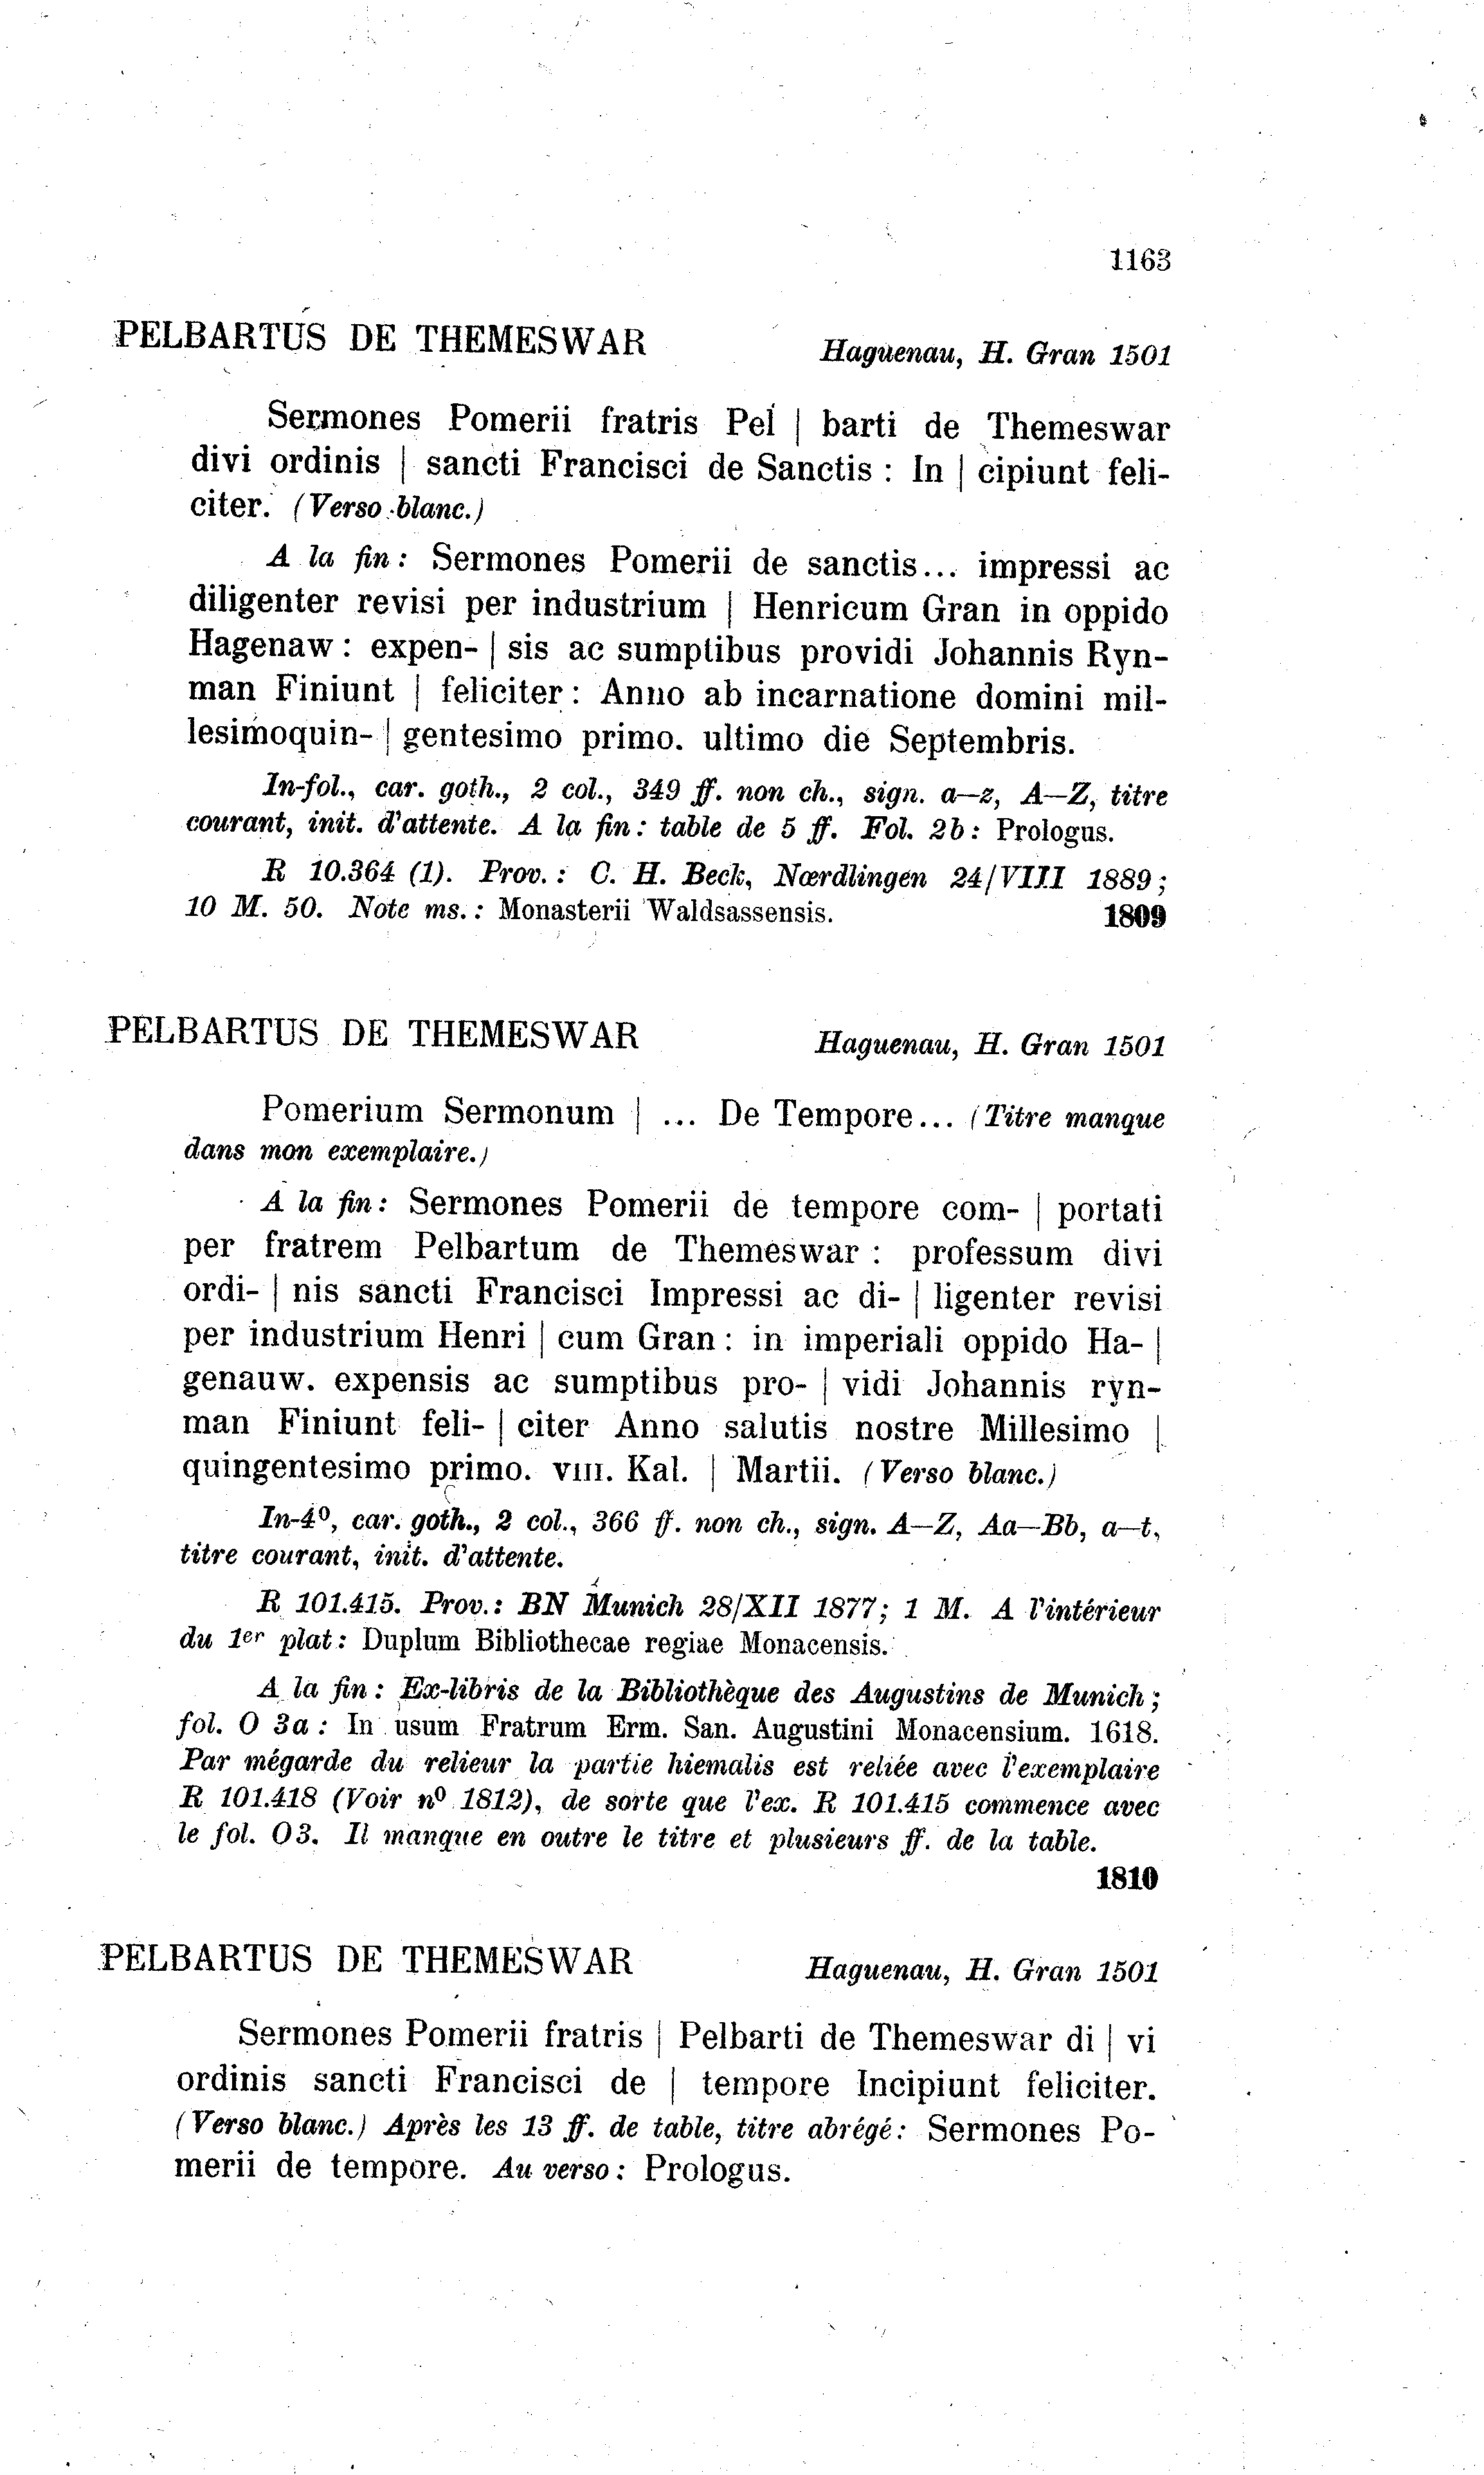 1163
PELBARTUS DE THEMESWAR Haguenau, H. Gran 1501
Sermones Pomerii fratris Pel | barti de Themeswar
divi ordinis | sancti Francisci de Sanctis : In | cipiunt feli-
citer. (Verso blanc.)
A la fin : Sermones Pomerii de sanctis... impressi ac
diligenter revisi per industrium | Henricum Gran in oppido
Hagenaw : expen- | sis ac sumptibus providi Johannis Ryn-
man Finiunt | feliciter : Anno ab incarnatione domini mil-
lesimoquin- | gentesimo primo. ultimo die Septembris.
In-fol., car. goth., 2 col., 349 ff. non ch., sign. a—z, A—Z, titre
courant, init. d'attente. A la fin : table de 5 ff. Fol. 2b : Prologus.
R 10.364 (1). Prov. : C. H. Beck, Nœrdlingen 24/VIII 1889 ;
10 M. 50. Note ms. : Monasterii Waldsassensis. 1809
PELBARTUS DE THEMESWAR Haguenau, H. Gran 1501
Pomerium Sermonum | ... De Tempore... (Titre manque
dans mon exemplaire.)
A la fin : Sermones Pomerii de tempore com- | portati
per fratrem Pelbartum de Themeswar : professum divi
ordi- | nis sancti Francisci Impressi ac di- | ligenter revisi
per industrium Henri | cum Gran : in imperiali oppido Ha- |
genauw. expensis ac sumptibus pro- | vidi Johannis ryn-
man Finiunt feli- | citer Anno salutis nostre Millesimo |
quingentesimo primo. VIII. Kal. | Martii. (Verso blanc.)
In-4º, car. goth., 2 col., 366 ff. non ch., sign. A—Z, Aa—Bb, a—t,
titre courant, init. d'attente.
R 101.415. Prov. : BN Munich 28/XII 1877 ; 1 M. A l'intérieur
du 1er plat : Duplum Bibliothecae regiae Monacensis.
A la fin : Ex-libris de la Bibliothèque des Augustins de Munich ;
fol. O 3a : In usum Fratrum Erm. San. Augustini Monacensium. 1618.
Par mégarde du relieur la partie hiemalis est reliée avec l'exemplaire
R 101.418 (Voir nº 1812), de sorte que l'ex. R 101.415 commence avec
le fol. O3. Il manque en outre le titre et plusieurs ff. de la table.
1810
PELBARTUS DE THEMESWAR Haguenau, H. Gran 1501
Sermones Pomerii fratris | Pelbarti de Themeswar di | vi
ordinis sancti Francisci de | tempore Incipiunt feliciter.
(Verso blanc.) Après les 13 ff. de table, titre abrégé : Sermones Po-
merii de tempore. Au verso : Prologus.